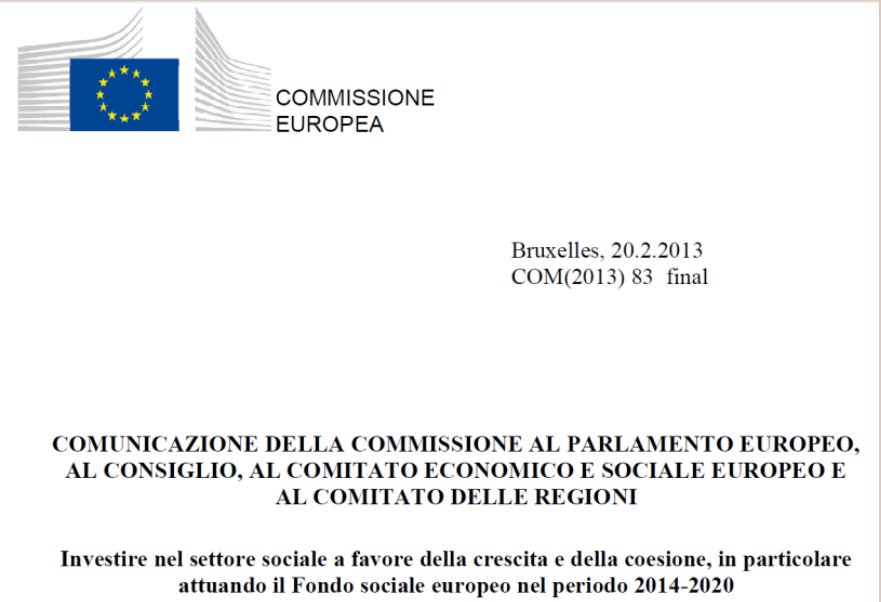 COMMISSIONE
EUROPEA
Bruxelles, 20.2.2013
COM(2013) 83 final
COMUNICAZIONE DELLA COMMISSIONE AL PARLAMENTO EUROPEO,
AL CONSIGLIO, AL COMITATO ECONOMICO E SOCIALE EUROPEO E
AL COMITATO DELLE REGIONI
Investire nel settore sociale a favore della crescita e della coesione, in particolare
attuando il Fondo sociale europeo nel periodo 2014-2020